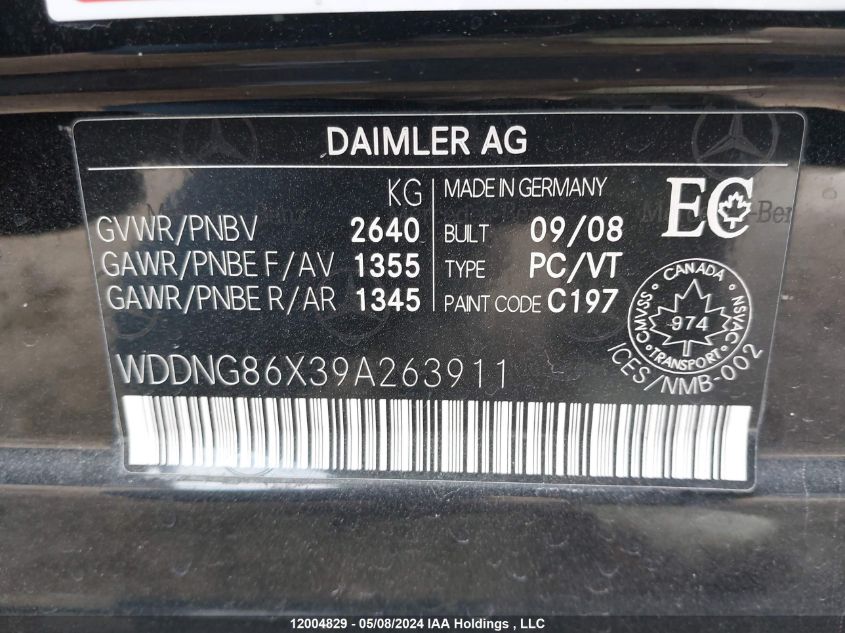 DAIMLER AG
KG
GVWR/PNBV 2640
GAWR/PNBE F/AV 1355
GAWR/PNBE R/AR 1345
MADE IN GERMANY
BUILT 09/08
TYPE PC/VT
PAINT CODE C197
EC
CANADA
CMVSS NSVAC
974
TRANSPORT
ICES/NMB-002
WDDNG86X39A263911
12004829 - 05/08/2024 IAA Holdings , LLC